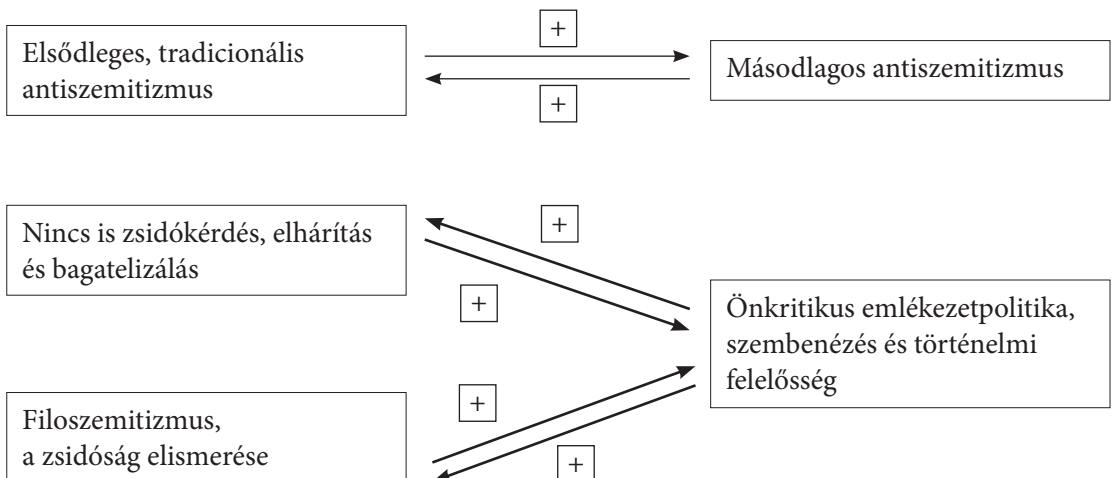 +
Elsődleges, tradicionális
antiszemitizmus
Másodlagos antiszemitizmus
+
Nincs is zsidókérdés, elhárítás
és bagatelizálás
+
+
Önkritikus emlékezetpolitika,
szembenézés és történelmi
felelősség
+
Filoszemitizmus,
a zsidóság elismerése
+